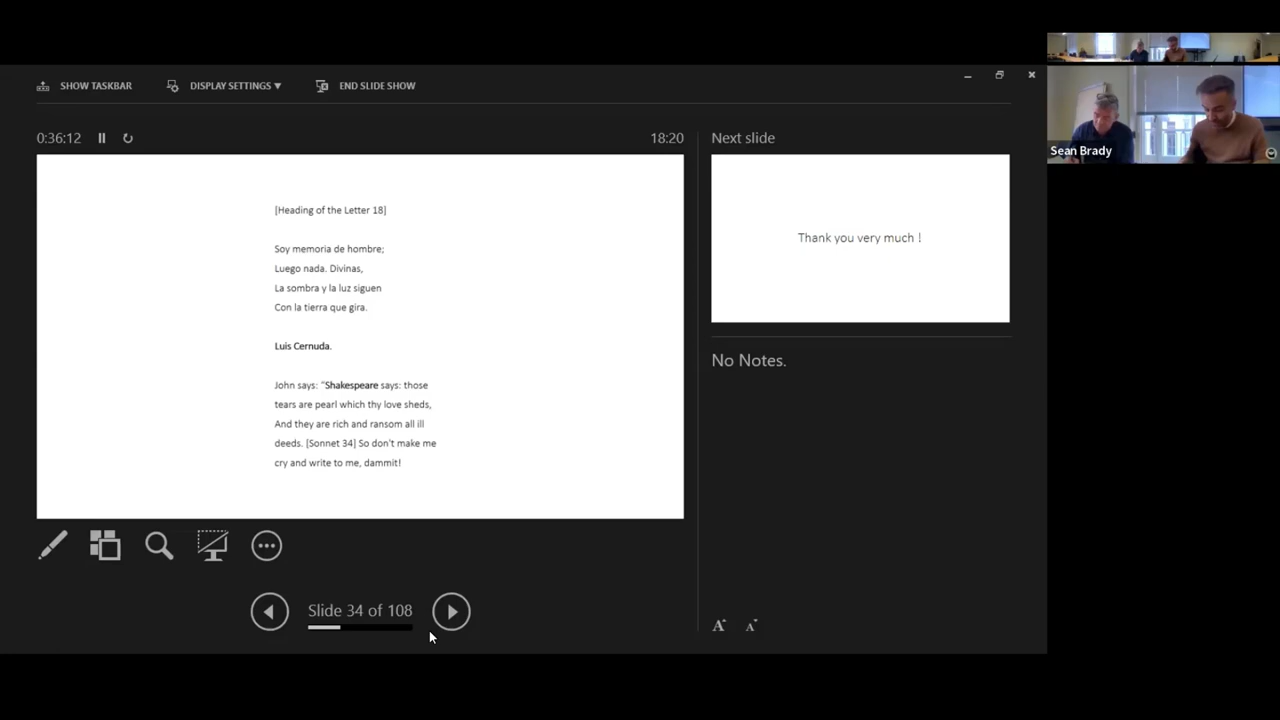 SHOW TASKBAR
DISPLAY SETTINGS ▼
END SLIDE SHOW
0:36:12
18:20
[Heading of the Letter 18]
Soy memoria de hombre;
Luego nada. Divinas,
La sombra y la luz siguen
Con la tierra que gira.
Luis Cernuda.
John says: "Shakespeare says: those
tears are pearl which thy love sheds,
And they are rich and ransom all ill
deeds. [Sonnet 34] So don't make me
cry and write to me, dammit!
Slide 34 of 108
Next slide
Thank you very much !
No Notes.
A A
Sean Brady